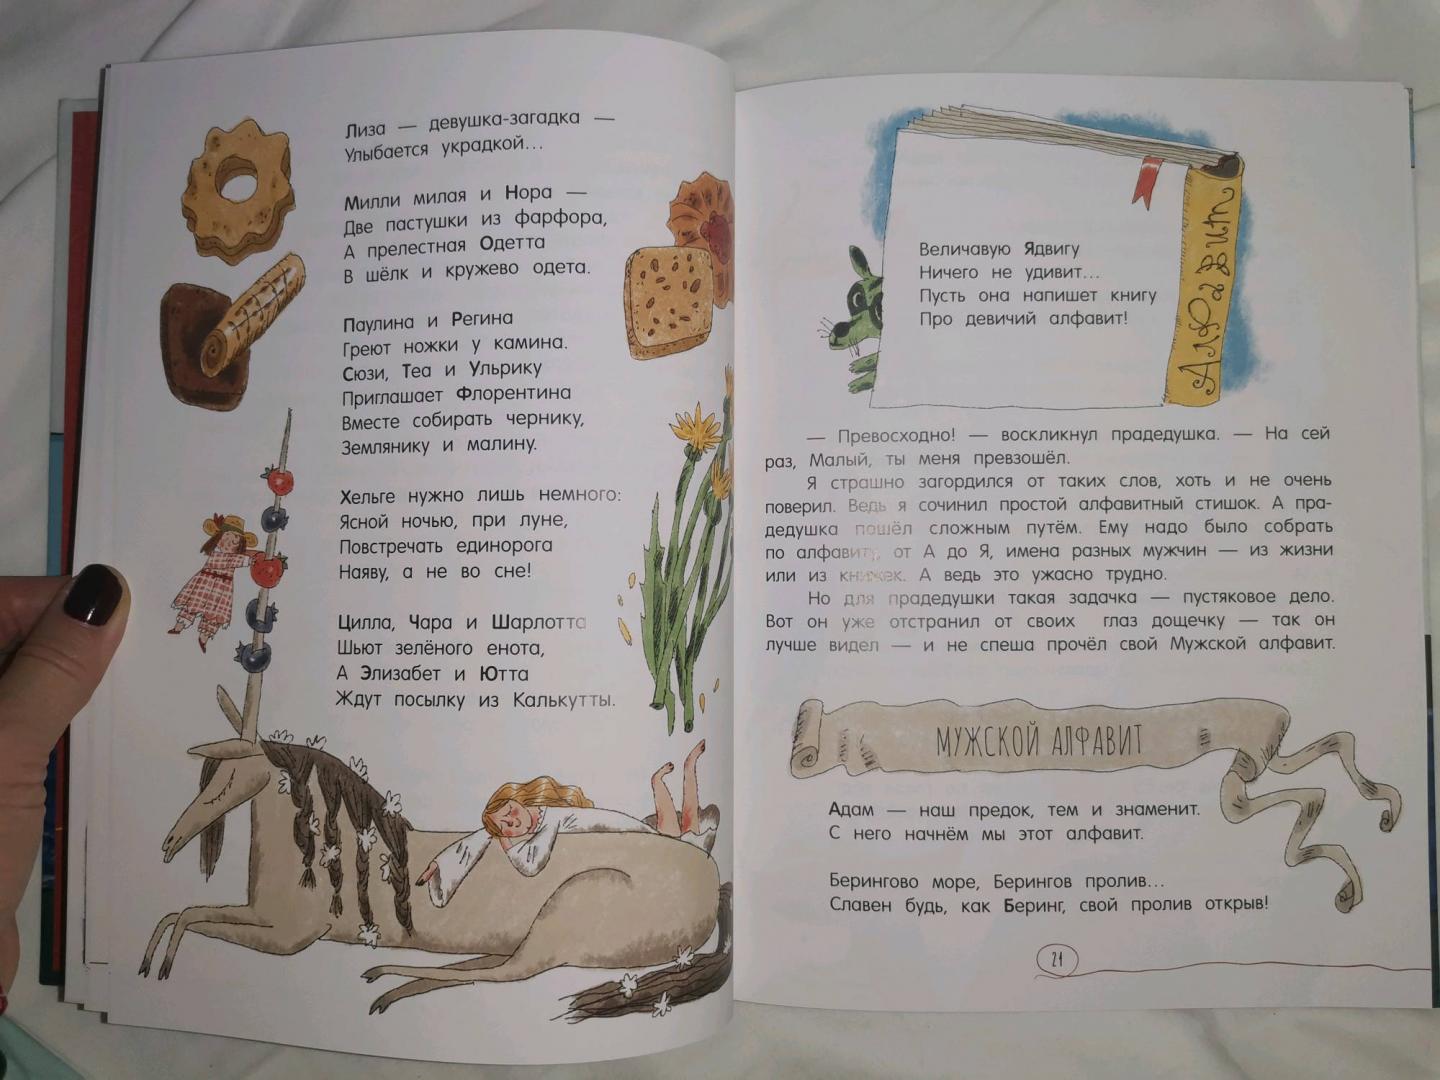 Лиза — девушка-загадка —
Улыбается украдкой...
Милли милая и Нора —
Две пастушки из фарфора,
А прелестная Одетта
В шёлк и кружево одета.
Паулина и Регина
Греют ножки у камина.
Сюзи, Теа и Ульрику
Приглашает Флорентина
Вместе собирать чернику,
Землянику и малину.
Хельге нужно лишь немного:
Ясной ночью, при луне,
Повстречать единорога
Наяву, а не во сне!
Цилла, Чара и Шарлотта
Шьют зелёного енота,
А Элизабет и Ютта
Ждут посылку из Калькутты.
Величавую Ядвигу
Ничего не удивит...
Пусть она напишет книгу
Про девичий алфавит!
Алфавит
— Превосходно! — воскликнул прадедушка. — На сей
раз, Малый, ты меня превзошёл.
Я страшно загордился от таких слов, хоть и не очень
поверил. Ведь я сочинил простой алфавитный стишок. А пра-
дедушка пошёл сложным путём. Ему надо было собрать
по алфавиту, от А до Я, имена разных мужчин — из жизни
или из книжек. А ведь это ужасно трудно.
Но для прадедушки такая задачка — пустяковое дело.
Вот он уже отстранил от своих глаз дощечку — так он
лучше видел — и не спеша прочёл свой Мужской алфавит.
МУЖСКОЙ АЛФАВИТ
Адам — наш предок, тем и знаменит.
С него начнём мы этот алфавит.
Берингово море, Берингов пролив...
Славен будь, как Беринг, свой пролив открыв!
21